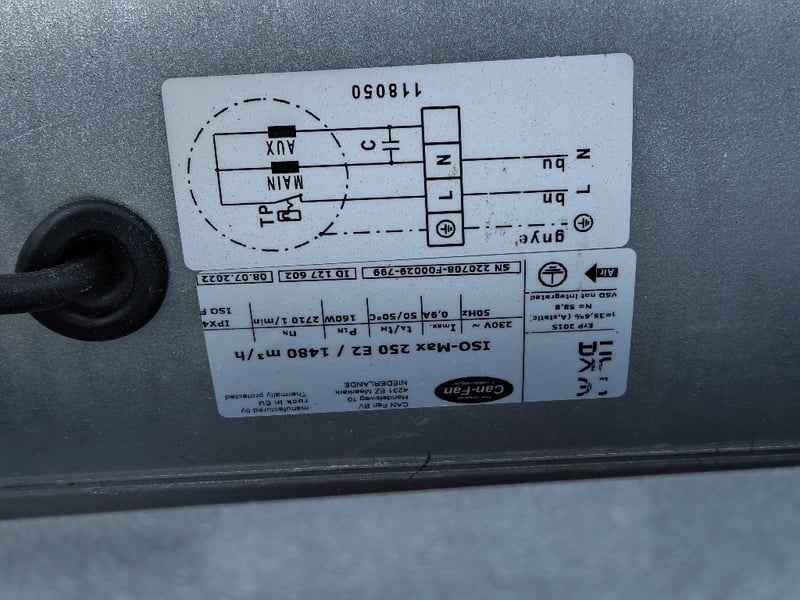 Can-Fan.
CAN Fan BV
Handelsweg 10
4231 EZ Meerkerk
NIEDERLANDE
manufactured by
ruck in EU
Thermally protected
ISO-Max 250 E2 / 1480 m³/h
230V ~ Imax. tA/tM P1N nN IPX4
50Hz 0,9A 50/50°C 160W 2710 1/min ISO F
SN 220708-F00029-799 ID 127 602 08.07.2022
ErP 2015
N= 58,8
VSD not integrated
Air
gnye
L bn L TP
N bu N MAIN
C AUX
118050